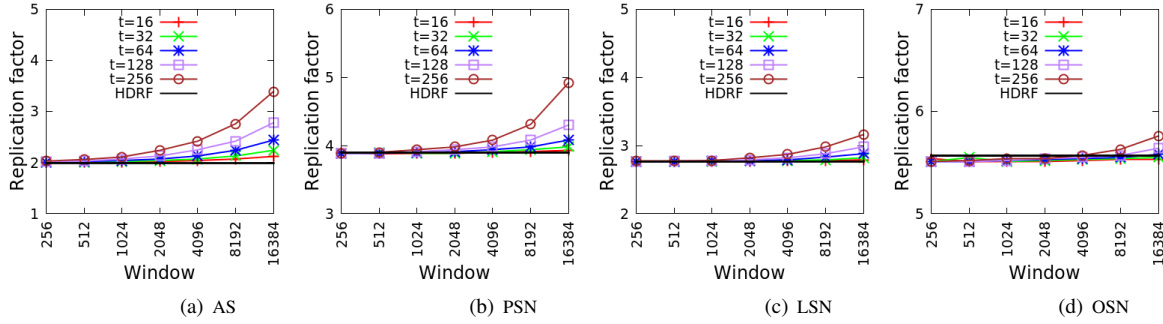 5
4
3
2
1
Replication factor
t=16
t=32
t=64
t=128
t=256
HDRF
256
512
1024
2048
4096
8192
16384
Window
(a) AS
6
5
4
3
Replication factor
t=16
t=32
t=64
t=128
t=256
HDRF
256
512
1024
2048
4096
8192
16384
Window
(b) PSN
5
4
3
2
Replication factor
t=16
t=32
t=64
t=128
t=256
HDRF
256
512
1024
2048
4096
8192
16384
Window
(c) LSN
7
6
5
Replication factor
t=16
t=32
t=64
t=128
t=256
HDRF
256
512
1024
2048
4096
8192
16384
Window
(d) OSN